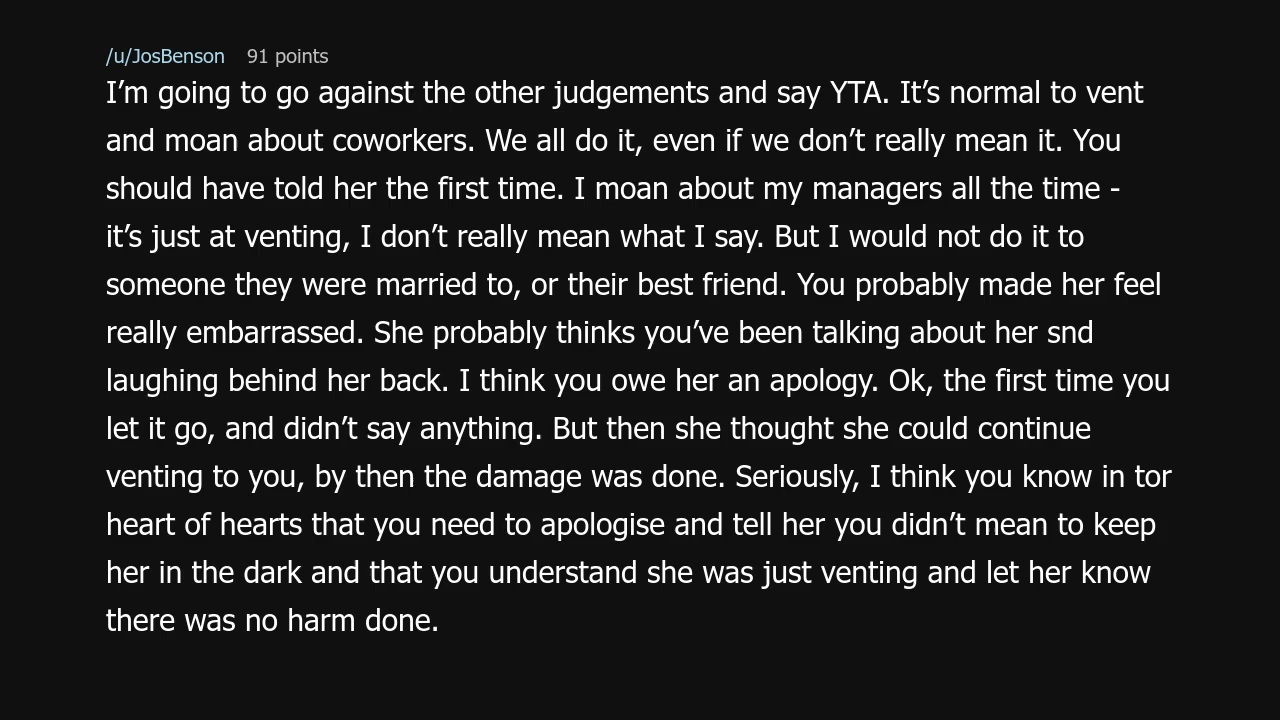 /u/JosBenson 91 points
I’m going to go against the other judgements and say YTA. It’s normal to vent
and moan about coworkers. We all do it, even if we don’t really mean it. You
should have told her the first time. I moan about my managers all the time -
it’s just at venting, I don’t really mean what I say. But I would not do it to
someone they were married to, or their best friend. You probably made her feel
really embarrassed. She probably thinks you’ve been talking about her snd
laughing behind her back. I think you owe her an apology. Ok, the first time you
let it go, and didn’t say anything. But then she thought she could continue
venting to you, by then the damage was done. Seriously, I think you know in tor
heart of hearts that you need to apologise and tell her you didn’t mean to keep
her in the dark and that you understand she was just venting and let her know
there was no harm done.